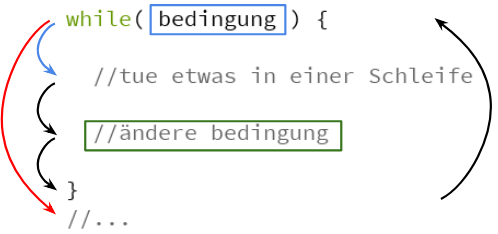 while( bedingung ) {
//tue etwas in einer Schleife
//ändere bedingung
}
//...